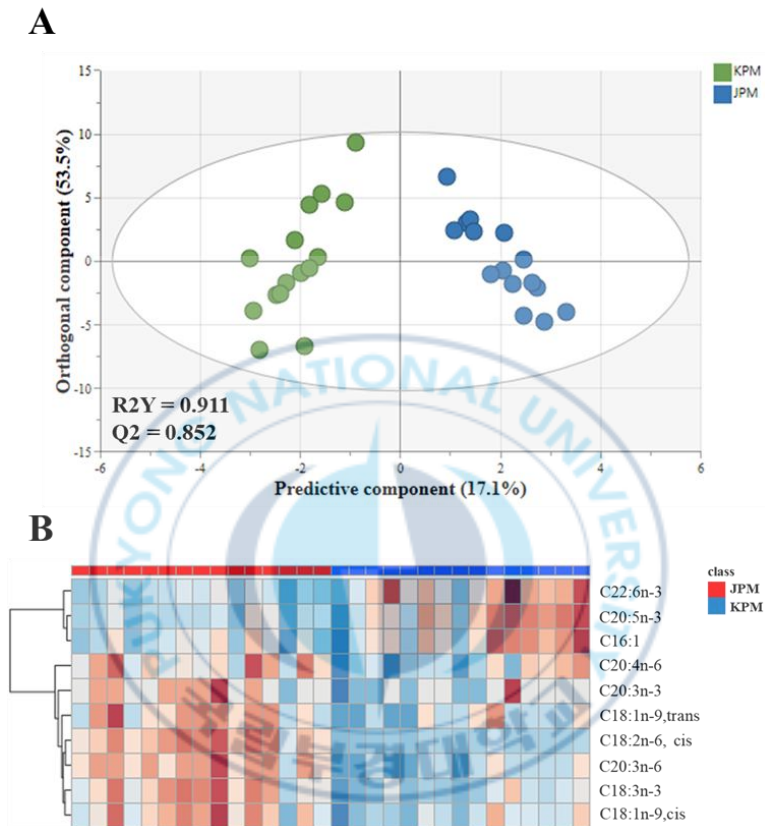 A
KPM
JPM
15
10
5
0
-5
-10
-15
Orthogonal component (53.5%)
R2Y = 0.911
Q2 = 0.852
-6 -4 -2 0 2 4 6
Predictive component (17.1%)
PUKYONG NATIONAL UNIVERSITY
B
class
JPM
KPM
C22:6n-3
C20:5n-3
C16:1
C20:4n-6
C20:3n-3
C18:1n-9,trans
C18:2n-6, cis
C20:3n-6
C18:3n-3
C18:1n-9,cis